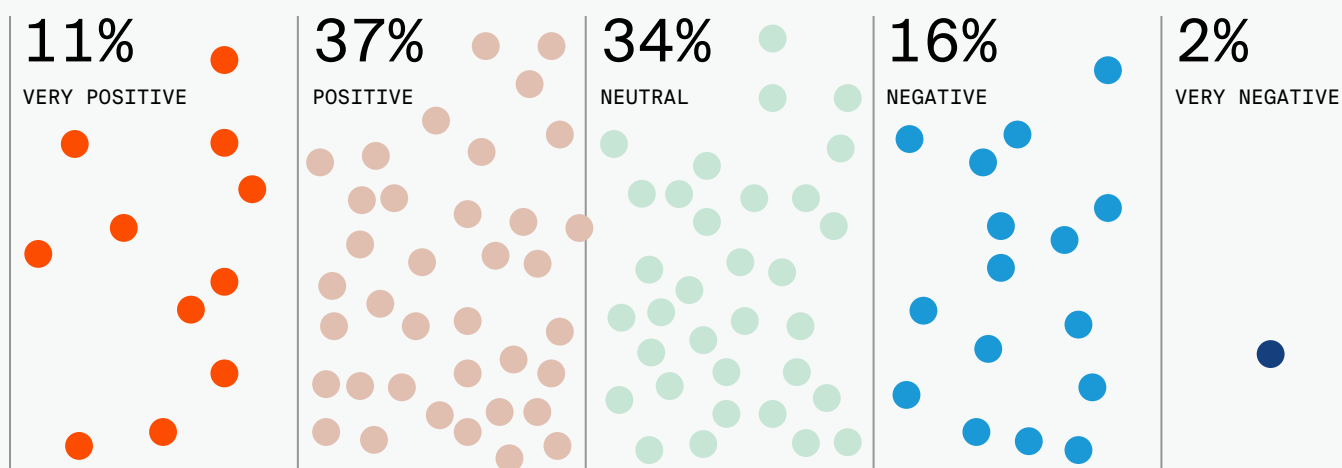 11%
VERY POSITIVE
37%
POSITIVE
34%
NEUTRAL
16%
NEGATIVE
2%
VERY NEGATIVE